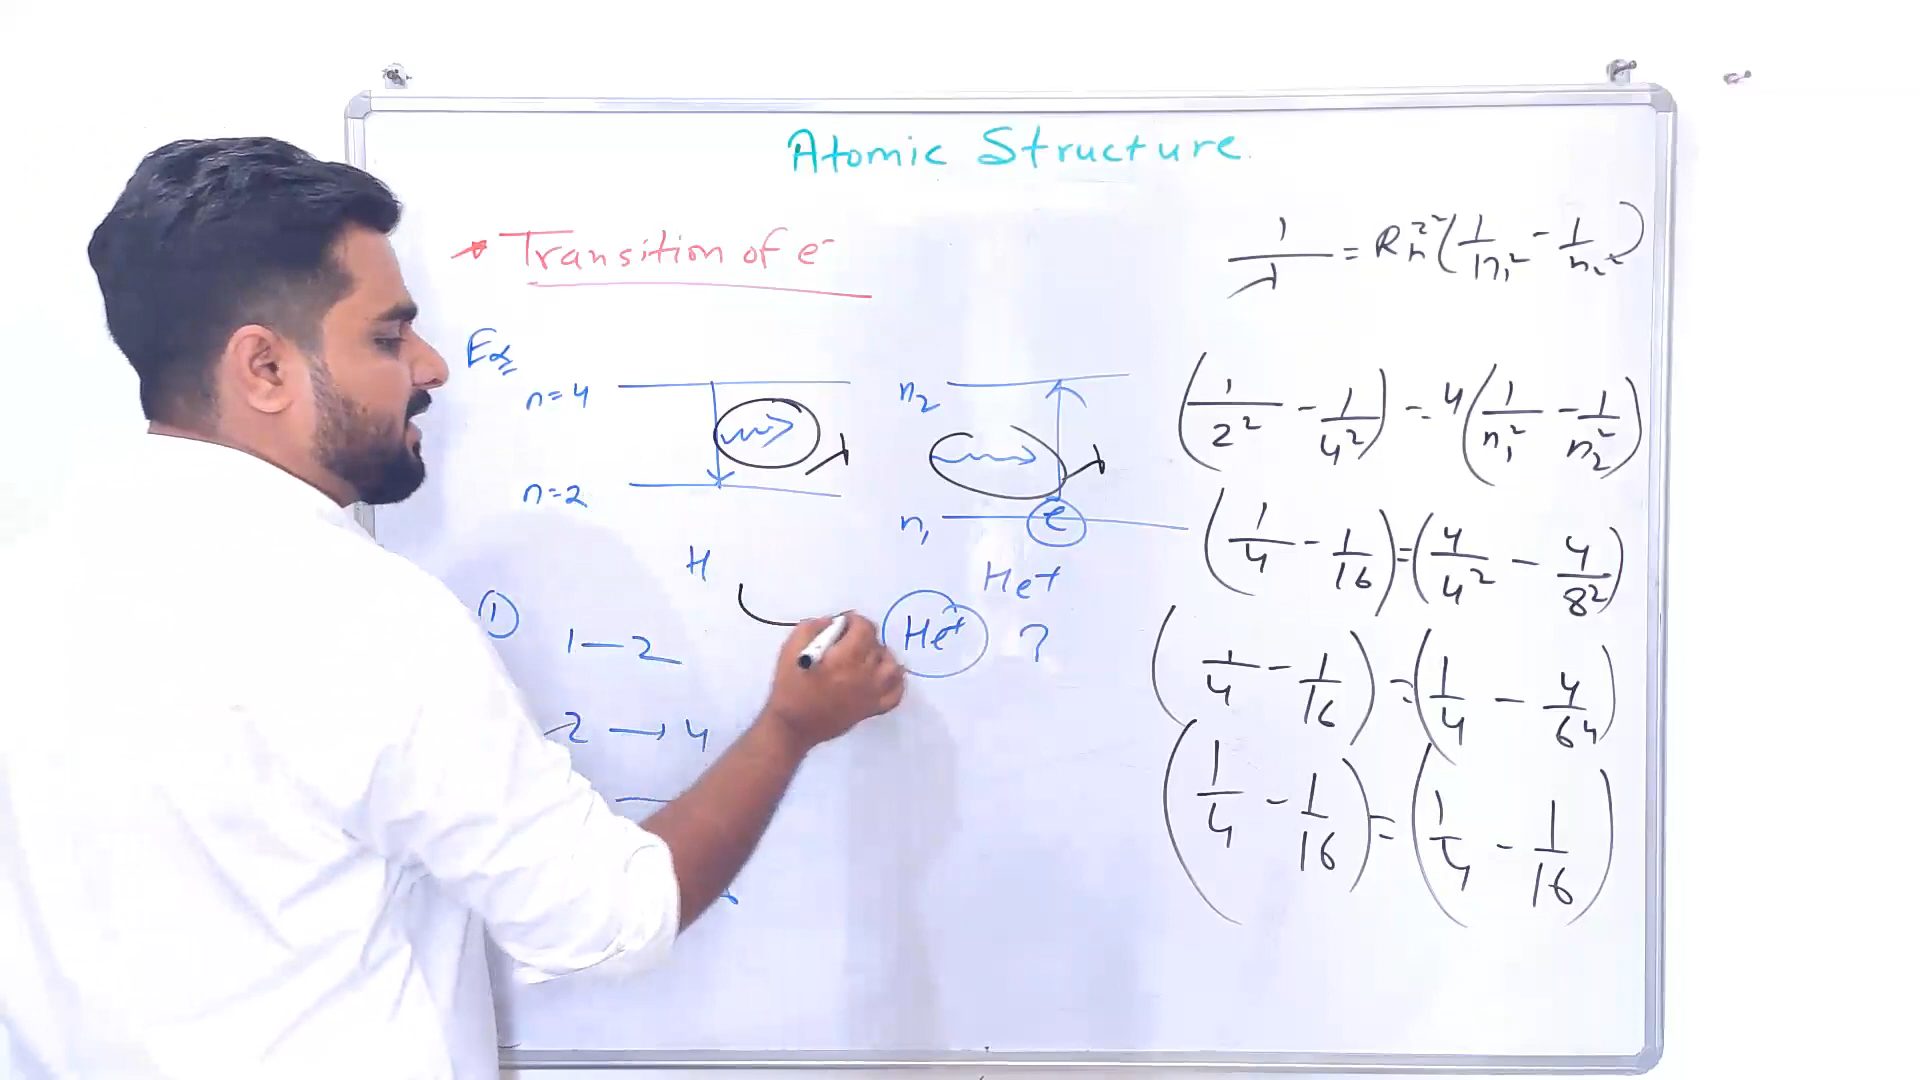 Atomic Structure
* Transition of e⁻
Ex
n=4
n=2
λ
H
n₂
n₁
λ
e
He⁺
He⁺ ?
①
1—2
2 → 4
1/λ = R_H z² (1/n₁² - 1/n₂²)
(1/2² - 1/4²) = 4(1/n₁² - 1/n₂²)
(1/4 - 1/16) = (4/4² - 4/8²)
(1/4 - 1/16) = (1/4 - 4/64)
(1/4 - 1/16) = (1/4 - 1/16)